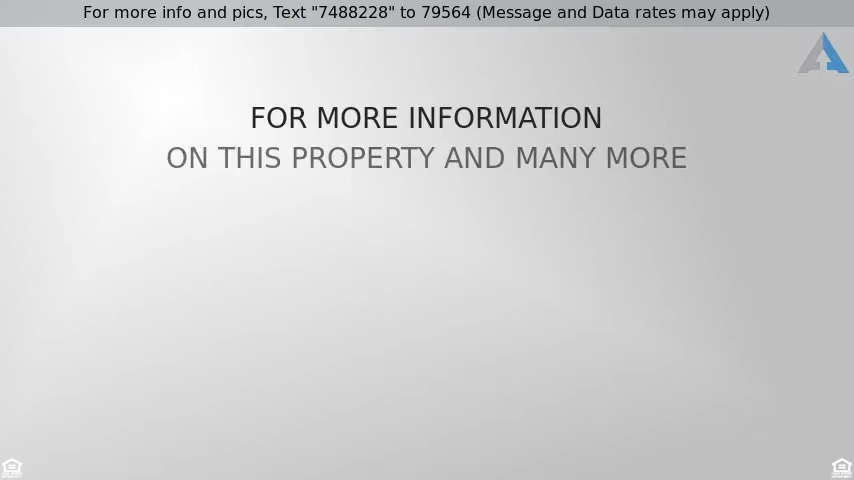 For more info and pics, Text "7488228" to 79564 (Message and Data rates may apply)
FOR MORE INFORMATION
ON THIS PROPERTY AND MANY MORE